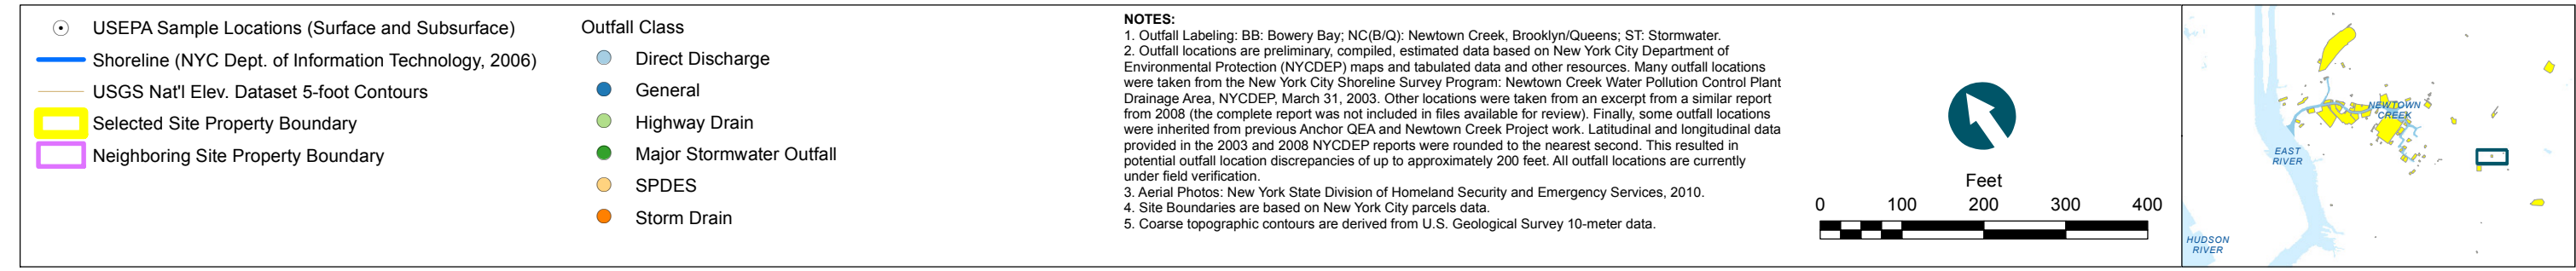 USEPA Sample Locations (Surface and Subsurface)
Shoreline (NYC Dept. of Information Technology, 2006)
USGS Nat'l Elev. Dataset 5-foot Contours
Selected Site Property Boundary
Neighboring Site Property Boundary
Outfall Class
Direct Discharge
General
Highway Drain
Major Stormwater Outfall
SPDES
Storm Drain
NOTES:
1. Outfall Labeling: BB: Bowery Bay; NC(B/Q): Newtown Creek, Brooklyn/Queens; ST: Stormwater.
2. Outfall locations are preliminary, compiled, estimated data based on New York City Department of
Environmental Protection (NYCDEP) maps and tabulated data and other resources. Many outfall locations
were taken from the New York City Shoreline Survey Program: Newtown Creek Water Pollution Control Plant
Drainage Area, NYCDEP, March 31, 2003. Other locations were taken from an excerpt from a similar report
from 2008 (the complete report was not included in files available for review). Finally, some outfall locations
were inherited from previous Anchor QEA and Newtown Creek Project work. Latitudinal and longitudinal data
provided in the 2003 and 2008 NYCDEP reports were rounded to the nearest second. This resulted in
potential outfall location discrepancies of up to approximately 200 feet. All outfall locations are currently
under field verification.
3. Aerial Photos: New York State Division of Homeland Security and Emergency Services, 2010.
4. Site Boundaries are based on New York City parcels data.
5. Coarse topographic contours are derived from U.S. Geological Survey 10-meter data.
Feet
0 100 200 300 400
NEWTOWN
CREEK
EAST
RIVER
HUDSON
RIVER